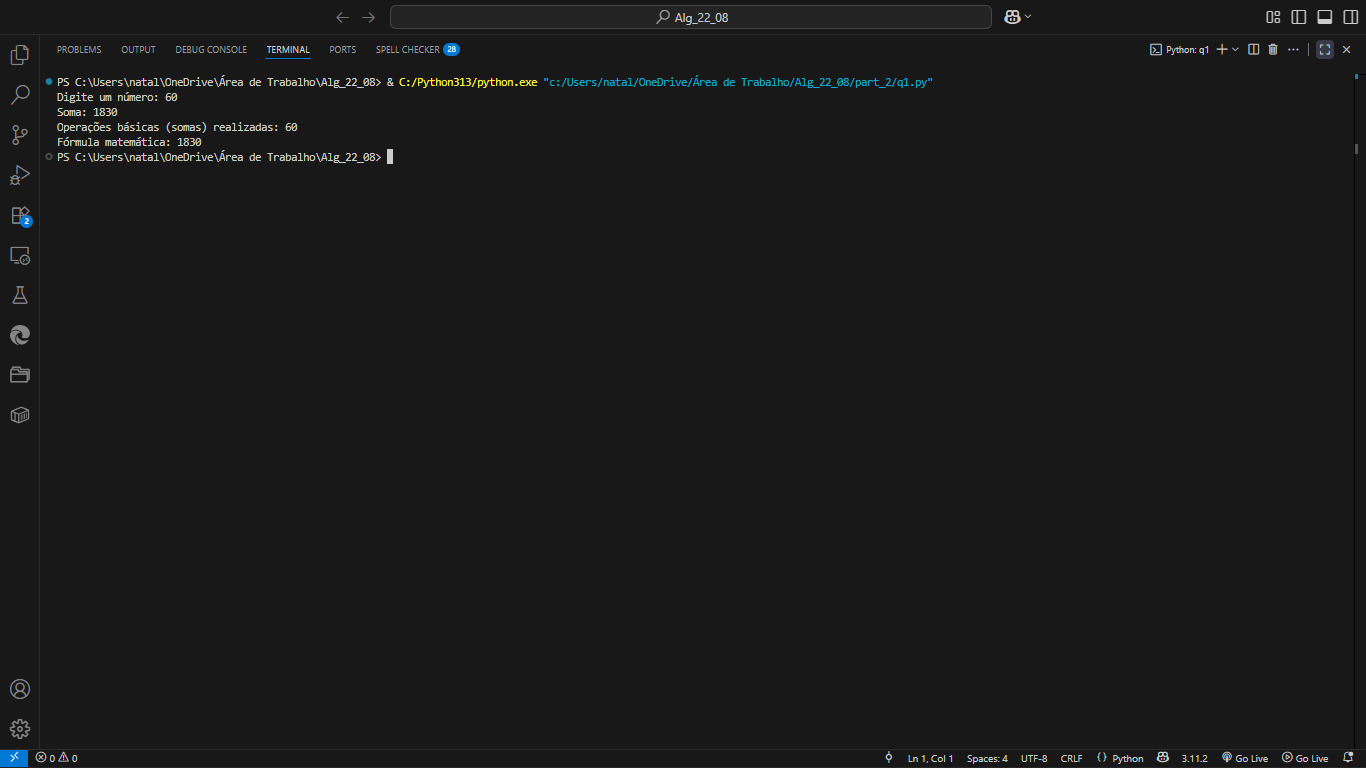 Alg_22_08
PROBLEMS OUTPUT DEBUG CONSOLE TERMINAL PORTS SPELL CHECKER 28 Python: q1
PS C:\Users\natal\OneDrive\Área de Trabalho\Alg_22_08> & C:/Python313/python.exe "c:/Users/natal/OneDrive/Área de Trabalho/Alg_22_08/part_2/q1.py"
Digite um número: 60
Soma: 1830
Operações básicas (somas) realizadas: 60
Fórmula matemática: 1830
PS C:\Users\natal\OneDrive\Área de Trabalho\Alg_22_08>
2
0 0 Ln 1, Col 1 Spaces: 4 UTF-8 CRLF Python 3.11.2 Go Live Go Live